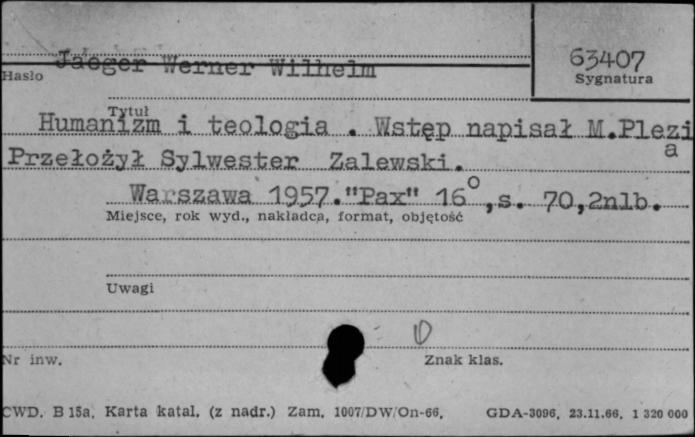 63407
Jaeger Werner Wilhelm
Hasło
Sygnatura
Tytuł
Humanizm i teologia . Wstęp napisał M.Plezia
Przełożył Sylwester Zalewski.
Warszawa 1957."Pax" 16°,s. 70,2nlb.
Miejsce, rok wyd., nakładca, format, objętość
Uwagi
Nr inw.
Znak klas.
CWD. B 15a. Karta katal. (z nadr.) Zam. 1007/DW/On-66. GDA-3096. 23.11.66. 1 320 000